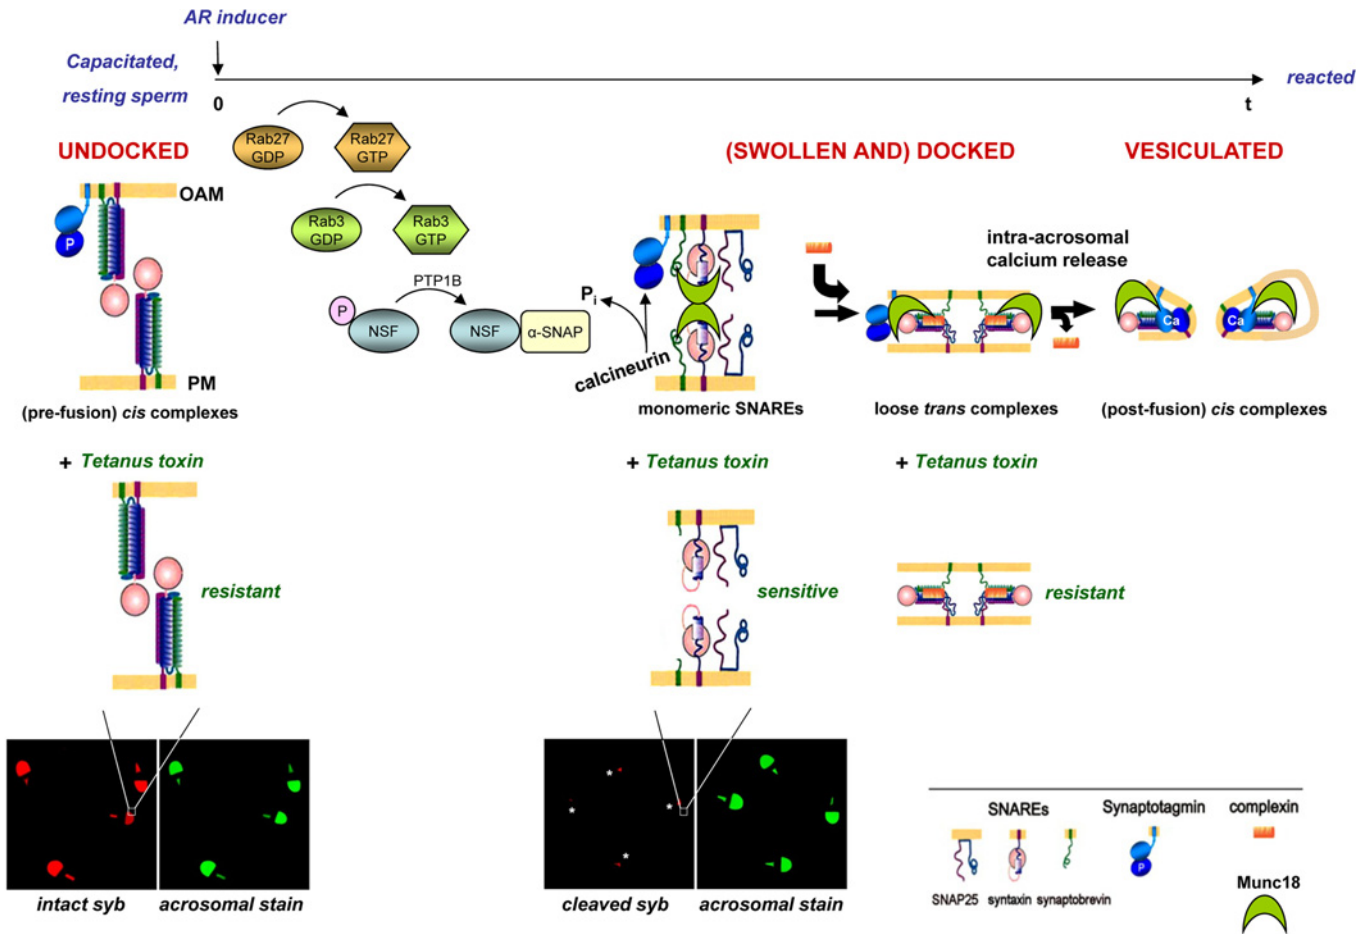 AR inducer
Capacitated,
resting sperm
0
t
reacted
UNDOCKED
(SWOLLEN AND) DOCKED
VESICULATED
Rab27
GDP
Rab27
GTP
OAM
P
Rab3
GDP
Rab3
GTP
intra-acrosomal
calcium release
PTP1B
P
NSF
NSF
α-SNAP
Pi
calcineurin
Ca
Ca
PM
(pre-fusion) cis complexes
monomeric SNAREs
loose trans complexes
(post-fusion) cis complexes
+ Tetanus toxin
+ Tetanus toxin
+ Tetanus toxin
resistant
sensitive
resistant
*
*
*
*
intact syb
acrosomal stain
cleaved syb
acrosomal stain
SNAREs
Synaptotagmin
complexin
P
SNAP25
syntaxin
synaptobrevin
Munc18